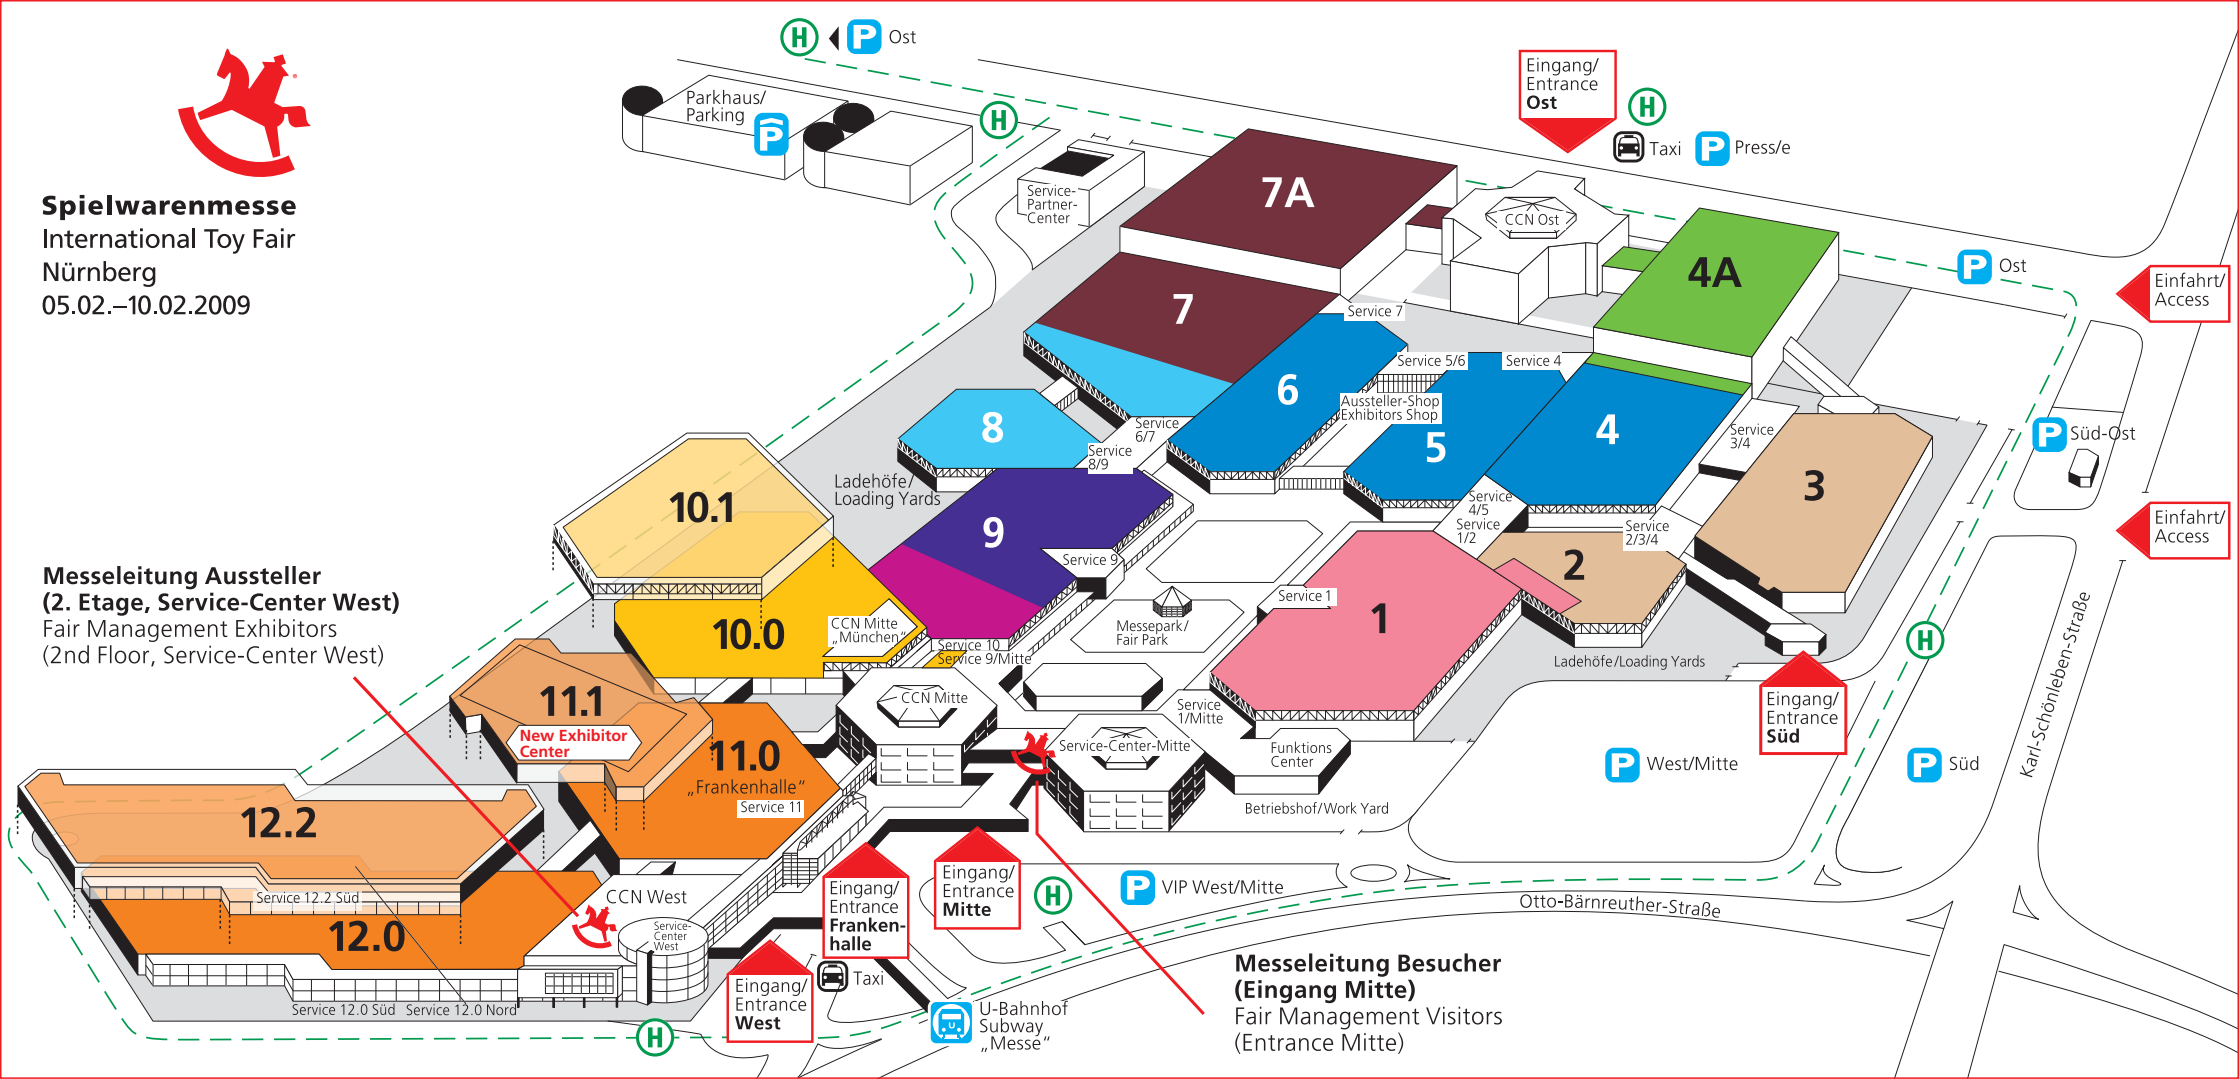 H
P Ost
Spielwarenmesse
International Toy Fair
Nürnberg
05.02.–10.02.2009
Parkhaus/
Parking
P
H
Service-
Partner-
Center
Eingang/
Entrance
Ost
H
Taxi
P Press/e
7A
CCN Ost
4A
P Ost
Einfahrt/
Access
7
Service 7
6
Service 5/6
Service 4
Aussteller-Shop
Exhibitors Shop
5
4
Service
3/4
3
P Süd-Ost
Einfahrt/
Access
8
Service
6/7
Service
8/9
Ladehöfe/
Loading Yards
9
Service 9
10.1
10.0
CCN Mitte
„München“
Service 10
Service 9/Mitte
Service
4/5
Service
1/2
Service
2/3/4
2
1
Service 1
Messepark/
Fair Park
Ladehöfe/Loading Yards
H
Karl-Schönleben-Straße
Eingang/
Entrance
Süd
P West/Mitte
P Süd
Messeleitung Aussteller
(2. Etage, Service-Center West)
Fair Management Exhibitors
(2nd Floor, Service-Center West)
11.1
New Exhibitor
Center
11.0
„Frankenhalle“
Service 11
CCN Mitte
Service
1/Mitte
Service-Center-Mitte
Funktions
Center
Betriebshof/Work Yard
12.2
Service 12.2 Süd
12.0
CCN West
Service-
Center
West
Service 12.0 Süd
Service 12.0 Nord
Eingang/
Entrance
Franken-
halle
Eingang/
Entrance
Mitte
H
P VIP West/Mitte
Otto-Bärnreuther-Straße
Eingang/
Entrance
West
Taxi
H
U
U-Bahnhof
Subway
„Messe“
Messeleitung Besucher
(Eingang Mitte)
Fair Management Visitors
(Entrance Mitte)